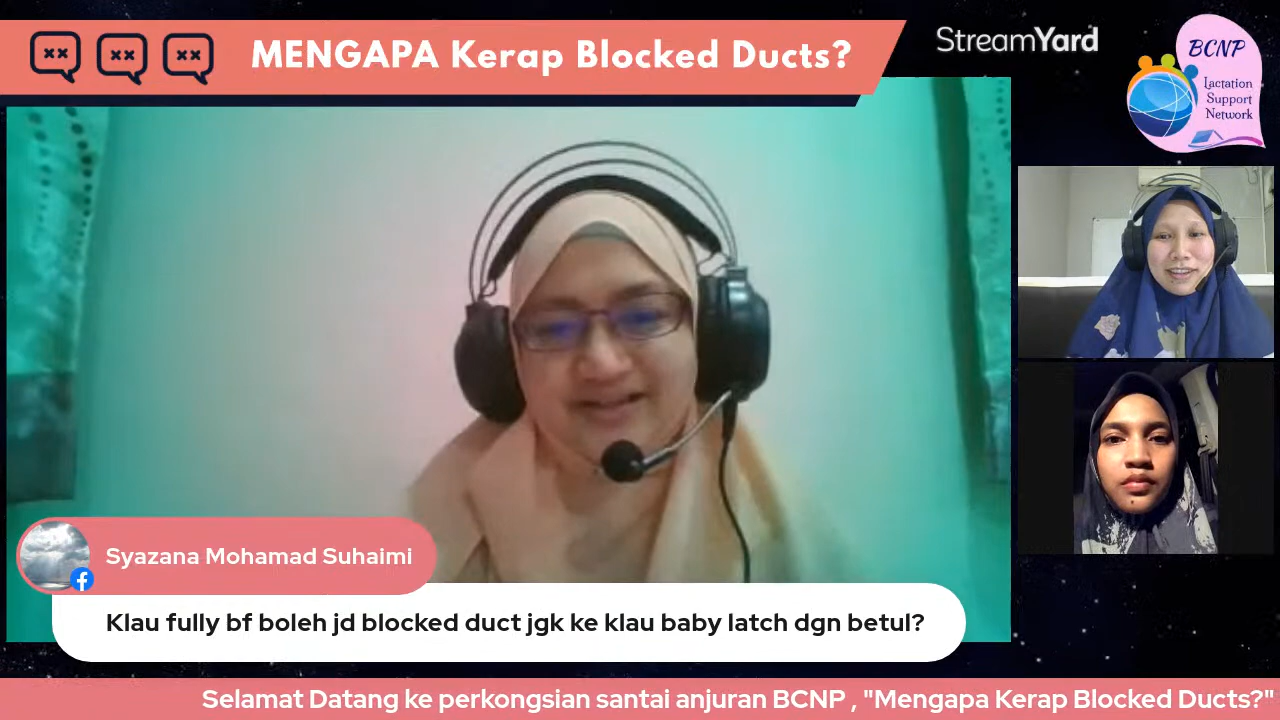 MENGAPA Kerap Blocked Ducts?
StreamYard
BCNP
Lactation
Support
Network
Syazana Mohamad Suhaimi
Klau fully bf boleh jd blocked duct jgk ke klau baby latch dgn betul?
Selamat Datang ke perkongsian santai anjuran BCNP , "Mengapa Kerap Blocked Ducts?"